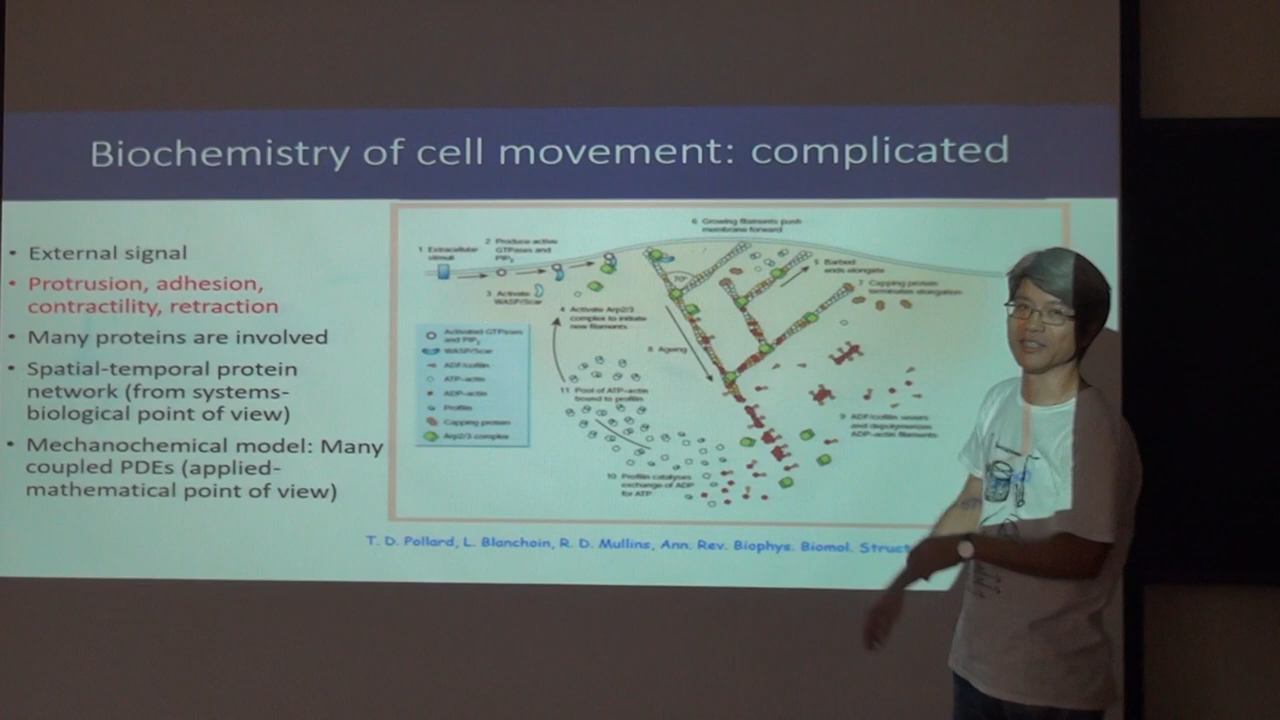 Biochemistry of cell movement: complicated
• External signal
• Protrusion, adhesion,
contractility, retraction
• Many proteins are involved
• Spatial-temporal protein
network (from systems-
biological point of view)
• Mechanochemical model: Many
coupled PDEs (applied-
mathematical point of view)
1 Extracellular
stimuli
2 Produce active
GTPases and
PIP2
3 Activate
WASP/Scar
4 Activate Arp2/3
complex to initiate
new filaments
5 Barbed
ends elongate
6 Growing filaments push
membrane forward
7 Capping protein
terminates elongation
70°
8 Ageing
9 ADF/cofilin severs
and depolymerizes
ADP-actin filaments
10 Profilin catalyses
exchange of ADP
for ATP
11 Pool of ATP-actin
bound to profilin
Activated GTPases
and PIP2
WASP/Scar
ADF/cofilin
ATP-actin
ADP-actin
Profilin
Capping protein
Arp2/3 complex
T. D. Pollard, L. Blanchoin, R. D. Mullins, Ann. Rev. Biophys. Biomol. Struct